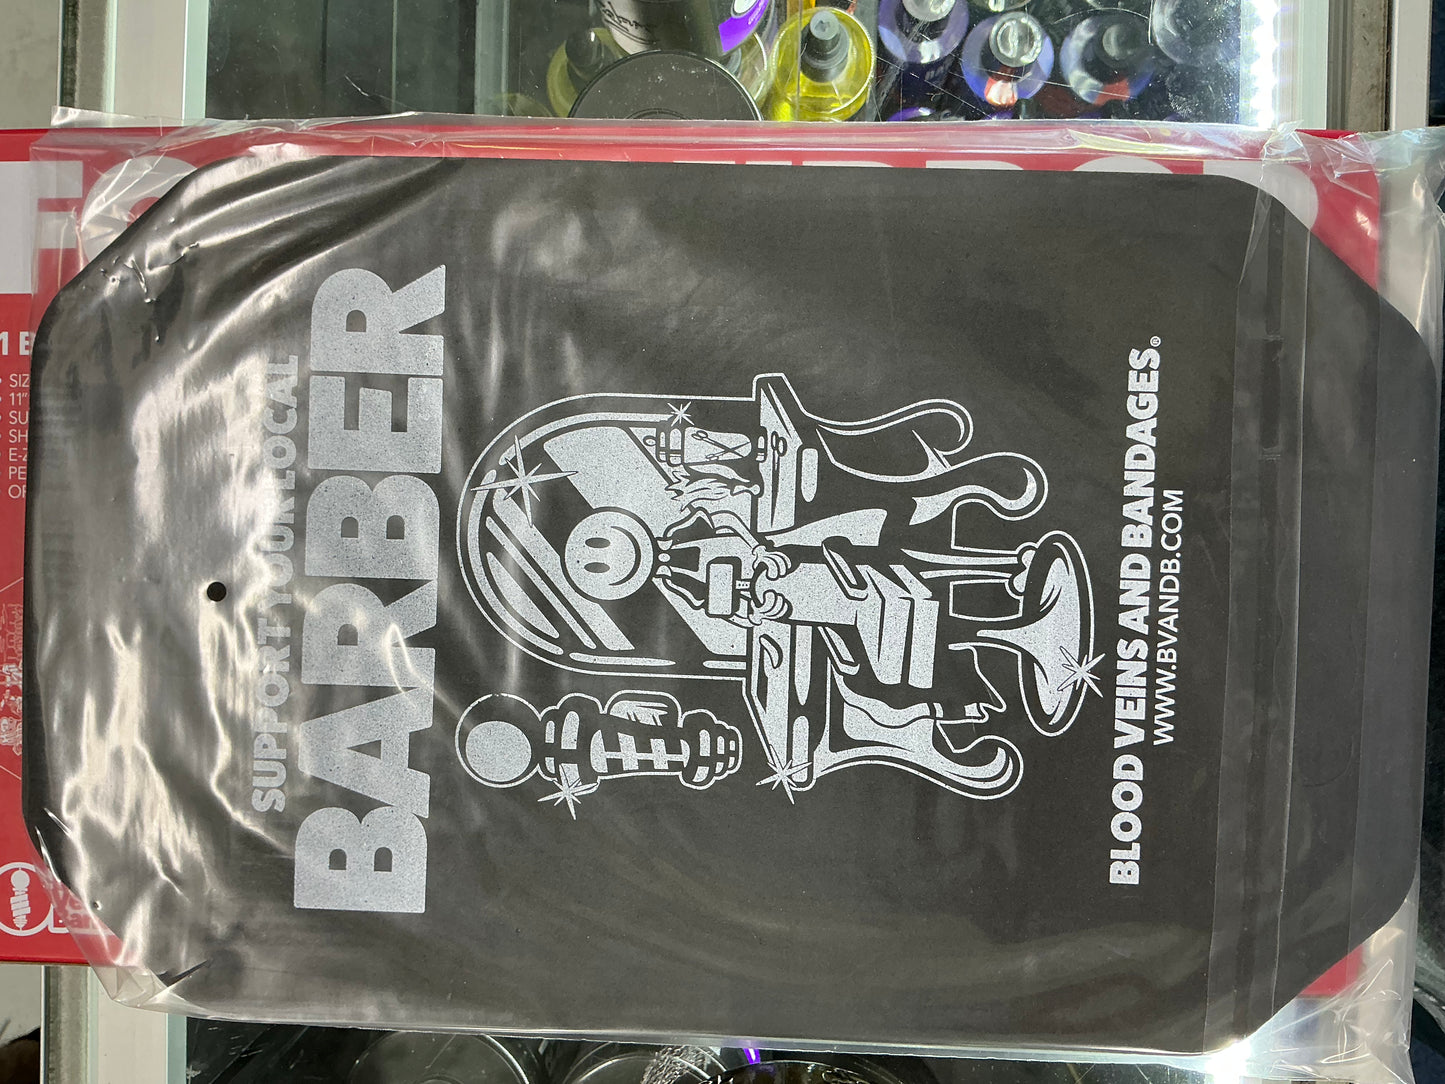 SUPPORT YOUR LOCAL
BARBER
BLOOD VEINS AND BANDAGES®
WWW.BVANDB.COM